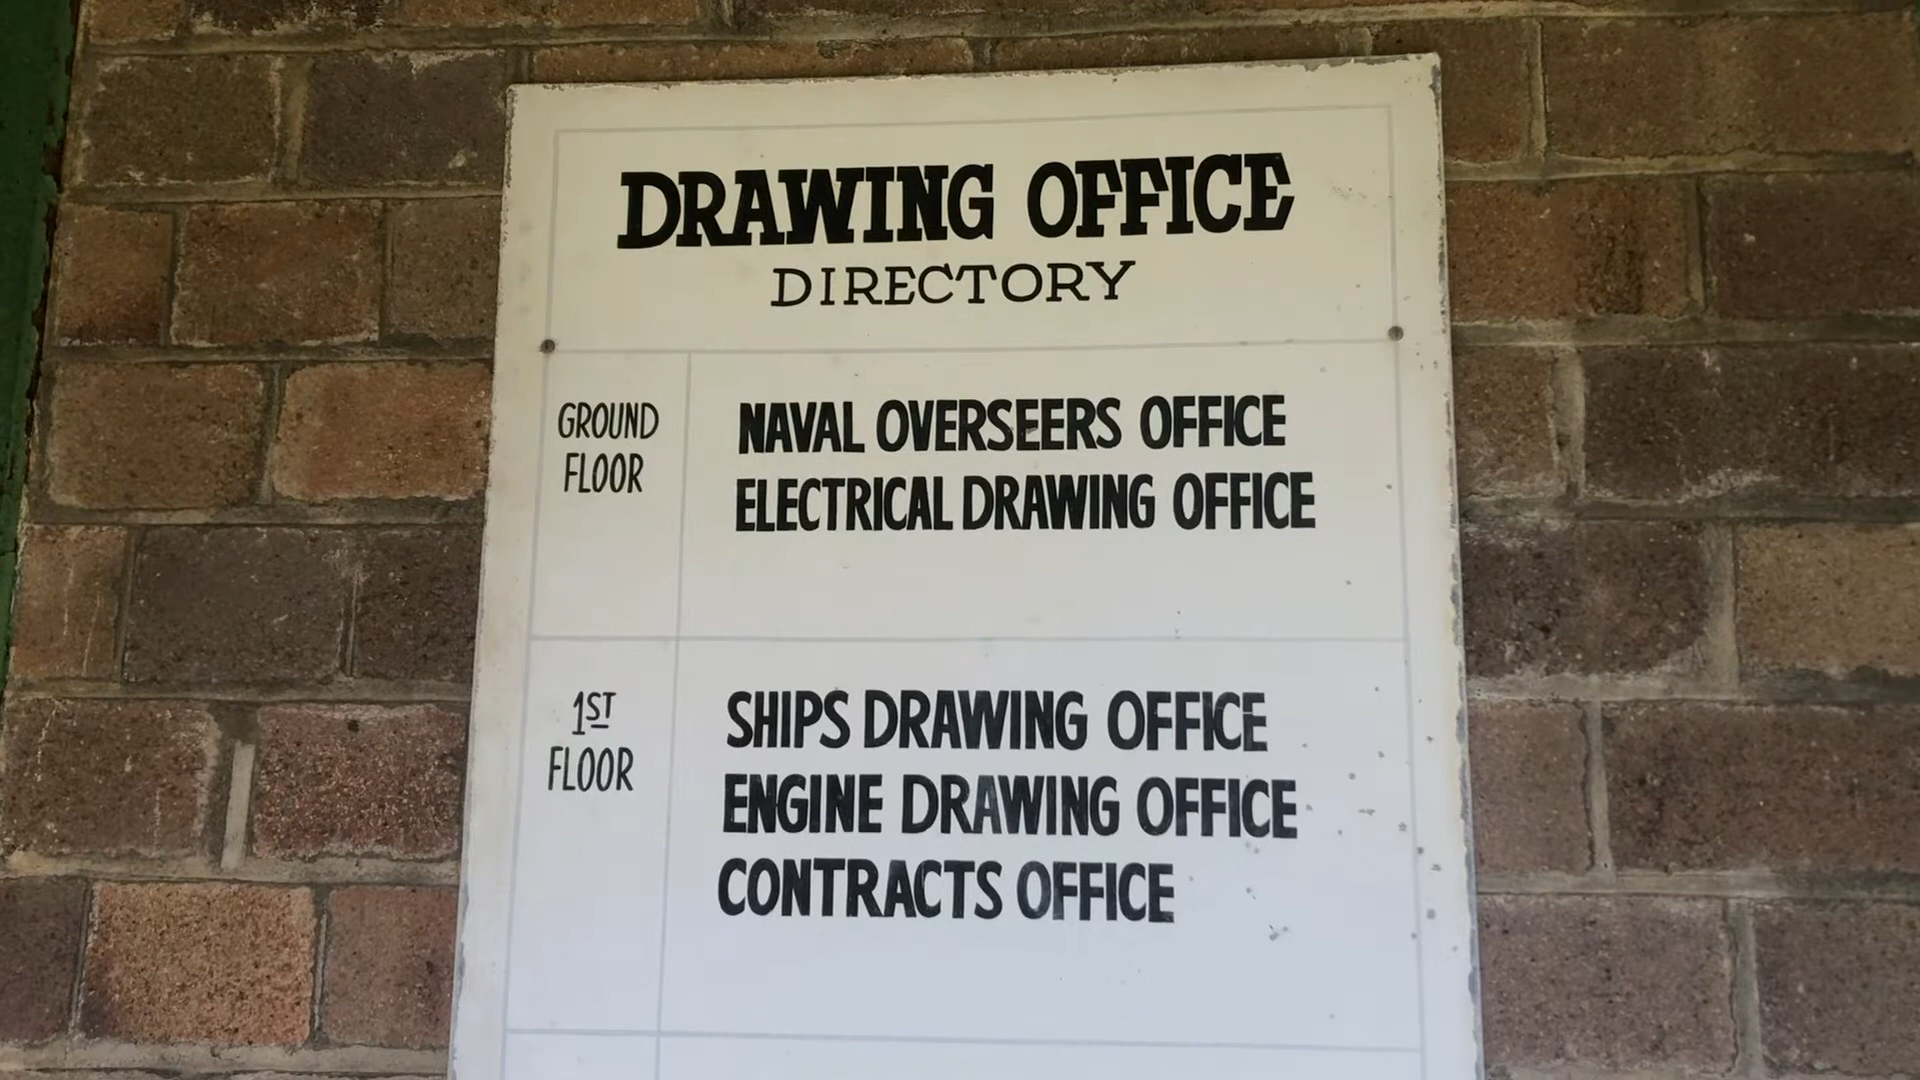 DRAWING OFFICE
DIRECTORY
GROUND
FLOOR
NAVAL OVERSEERS OFFICE
ELECTRICAL DRAWING OFFICE
1ST
FLOOR
SHIPS DRAWING OFFICE
ENGINE DRAWING OFFICE
CONTRACTS OFFICE